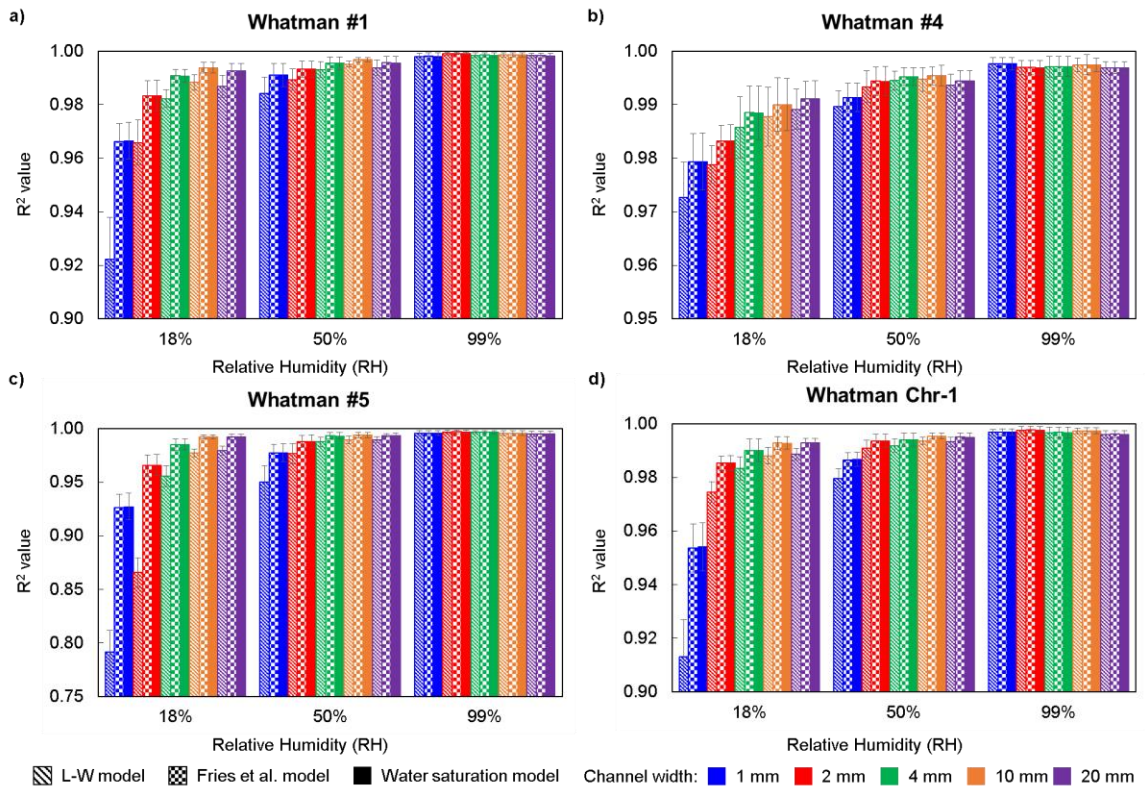 a)
Whatman #1
R² value
1.00
0.98
0.96
0.94
0.92
0.90
18% 50% 99%
Relative Humidity (RH)
b)
Whatman #4
R² value
1.00
0.99
0.98
0.97
0.96
0.95
18% 50% 99%
Relative Humidity (RH)
c)
Whatman #5
R² value
1.00
0.95
0.90
0.85
0.80
0.75
18% 50% 99%
Relative Humidity (RH)
d)
Whatman Chr-1
R² value
1.00
0.98
0.96
0.94
0.92
0.90
18% 50% 99%
Relative Humidity (RH)
L-W model Fries et al. model Water saturation model Channel width: 1 mm 2 mm 4 mm 10 mm 20 mm